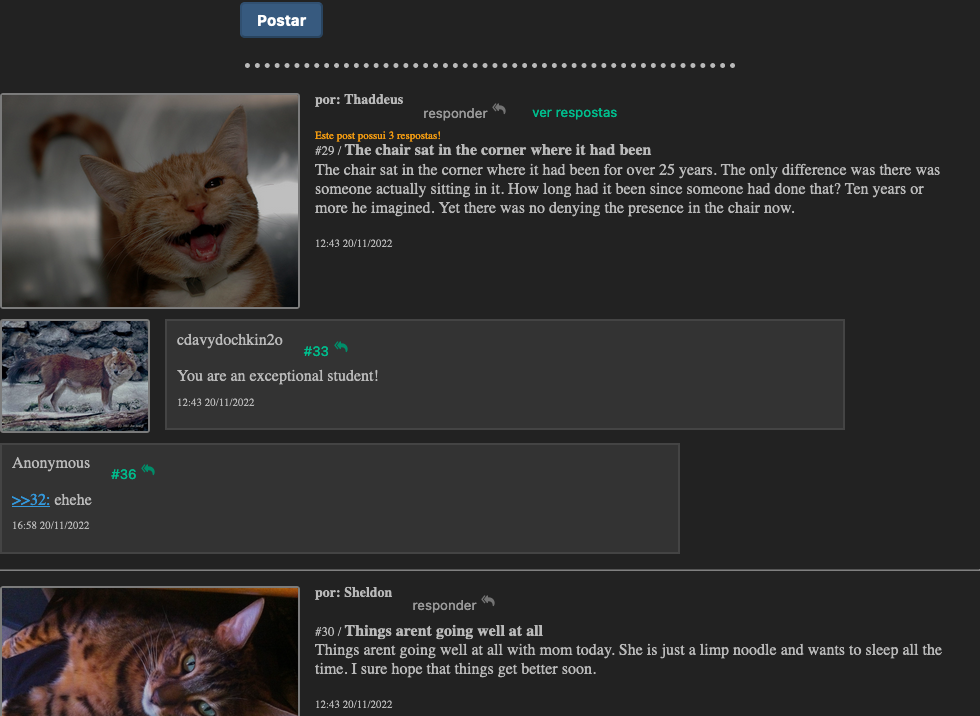 Postar
por: Thaddeus
responder
ver respostas
Este post possui 3 respostas!
#29 / The chair sat in the corner where it had been
The chair sat in the corner where it had been for over 25 years. The only difference was there was
someone actually sitting in it. How long had it been since someone had done that? Ten years or
more he imagined. Yet there was no denying the presence in the chair now.
12:43 20/11/2022
cdavydochkin2o
#33
You are an exceptional student!
12:43 20/11/2022
Anonymous
#36
>>32: ehehe
16:58 20/11/2022
por: Sheldon
responder
#30 / Things arent going well at all
Things arent going well at all with mom today. She is just a limp noodle and wants to sleep all the
time. I sure hope that things get better soon.
12:43 20/11/2022